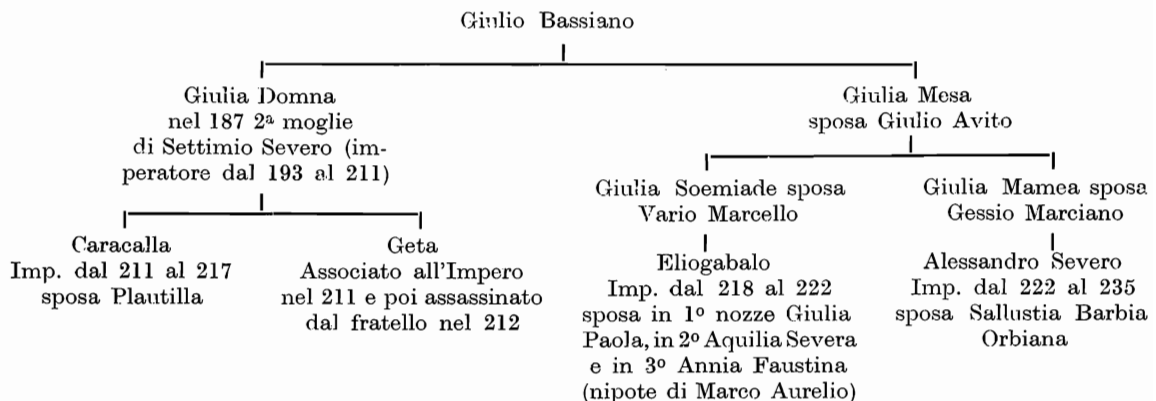 Giulio Bassiano
Giulia Domna
nel 187 2ª moglie
di Settimio Severo (im-
peratore dal 193 al 211)
Giulia Mesa
sposa Giulio Avito
Caracalla
Imp. dal 211 al 217
sposa Plautilla
Geta
Associato all'Impero
nel 211 e poi assassinato
dal fratello nel 212
Giulia Soemiade sposa
Vario Marcello
Eliogabalo
Imp. dal 218 al 222
sposa in 1º nozze Giulia
Paola, in 2º Aquilia Severa
e in 3º Annia Faustina
(nipote di Marco Aurelio)
Giulia Mamea sposa
Gessio Marciano
Alessandro Severo
Imp. dal 222 al 235
sposa Sallustia Barbia
Orbiana